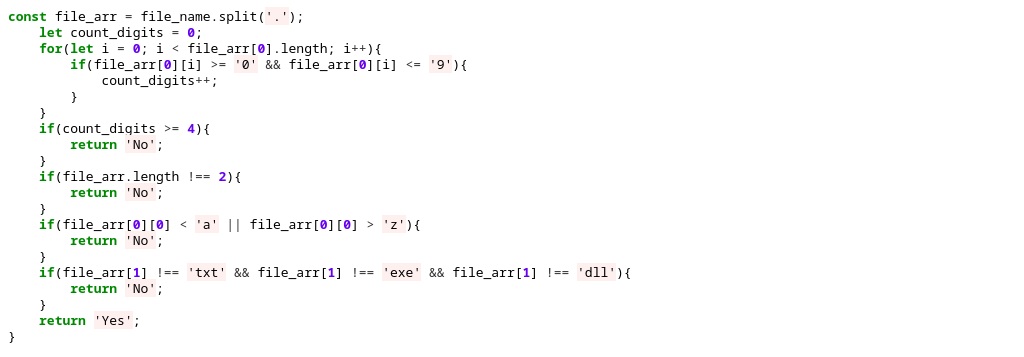 const file_arr = file_name.split('.');
    let count_digits = 0;
    for(let i = 0; i < file_arr[0].length; i++){
        if(file_arr[0][i] >= '0' && file_arr[0][i] <= '9'){
            count_digits++;
        }
    }
    if(count_digits >= 4){
        return 'No';
    }
    if(file_arr.length !== 2){
        return 'No';
    }
    if(file_arr[0][0] < 'a' || file_arr[0][0] > 'z'){
        return 'No';
    }
    if(file_arr[1] !== 'txt' && file_arr[1] !== 'exe' && file_arr[1] !== 'dll'){
        return 'No';
    }
    return 'Yes';
}